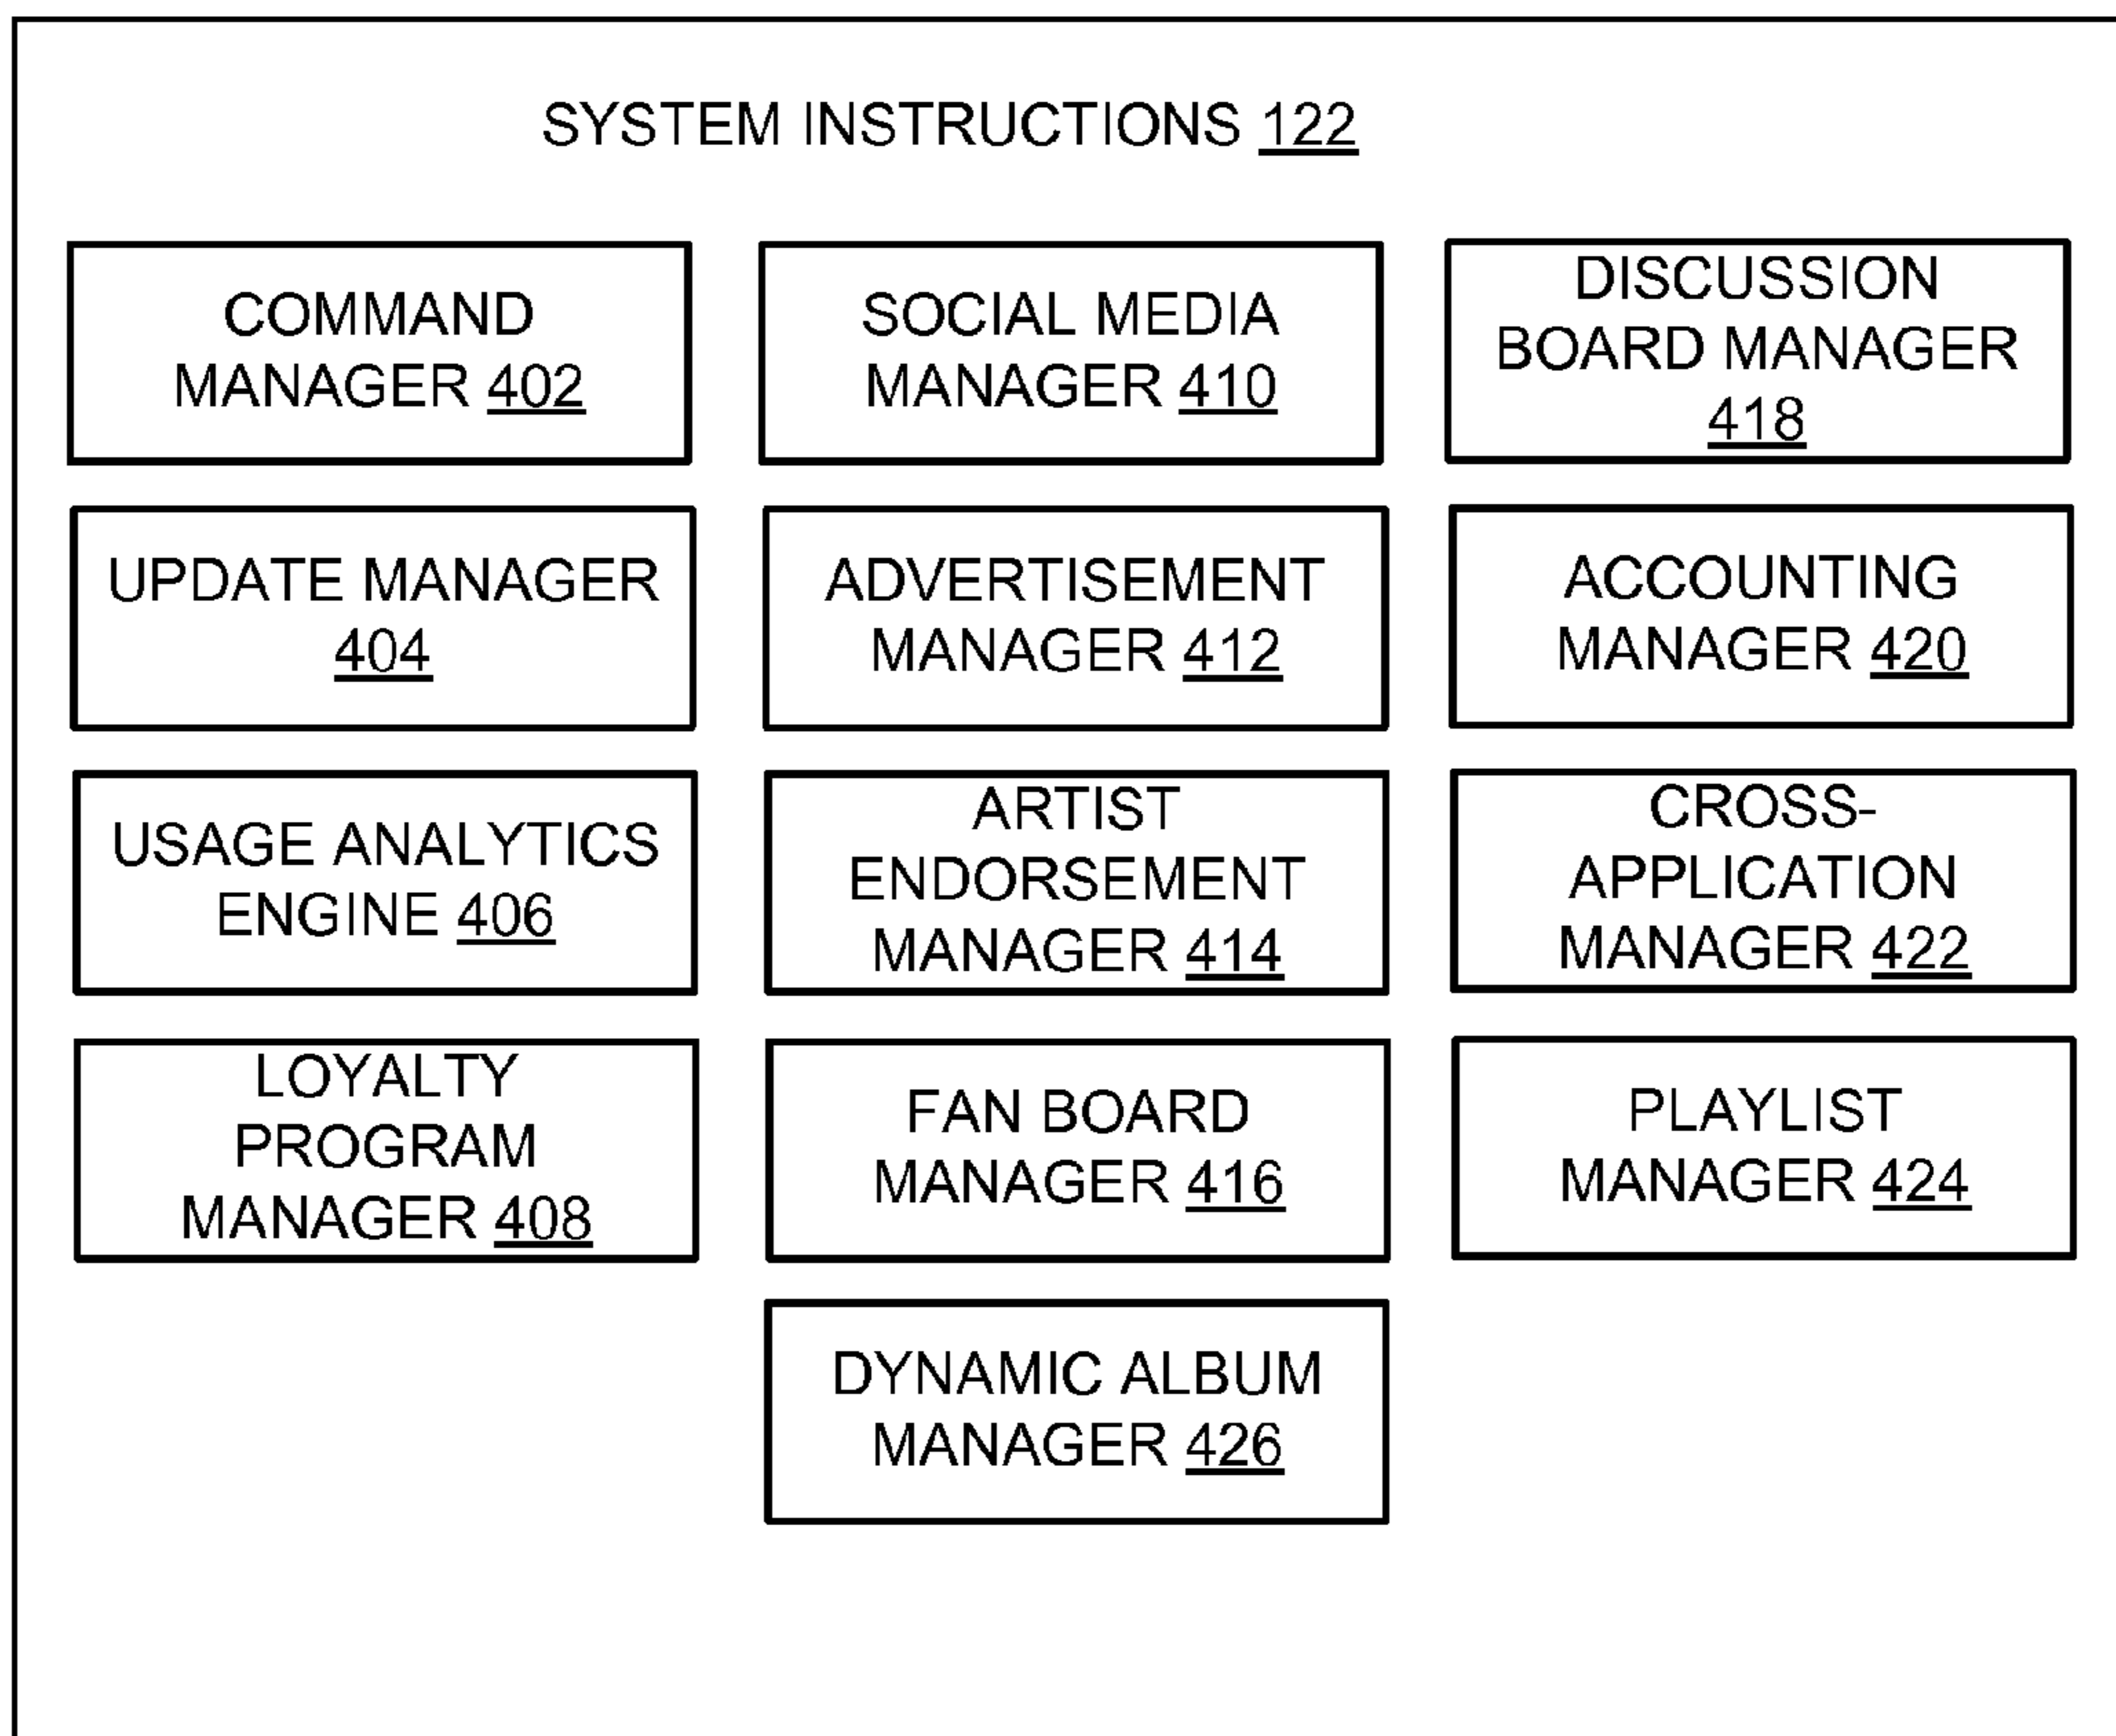 SYSTEM INSTRUCTIONS 122
COMMAND
MANAGER 402
SOCIAL MEDIA
MANAGER 410
DISCUSSION
BOARD MANAGER
418
UPDATE MANAGER
404
ADVERTISEMENT
MANAGER 412
ACCOUNTING
MANAGER 420
USAGE ANALYTICS
ENGINE 406
ARTIST
ENDORSEMENT
MANAGER 414
CROSS-
APPLICATION
MANAGER 422
LOYALTY
PROGRAM
MANAGER 408
FAN BOARD
MANAGER 416
PLAYLIST
MANAGER 424
DYNAMIC ALBUM
MANAGER 426